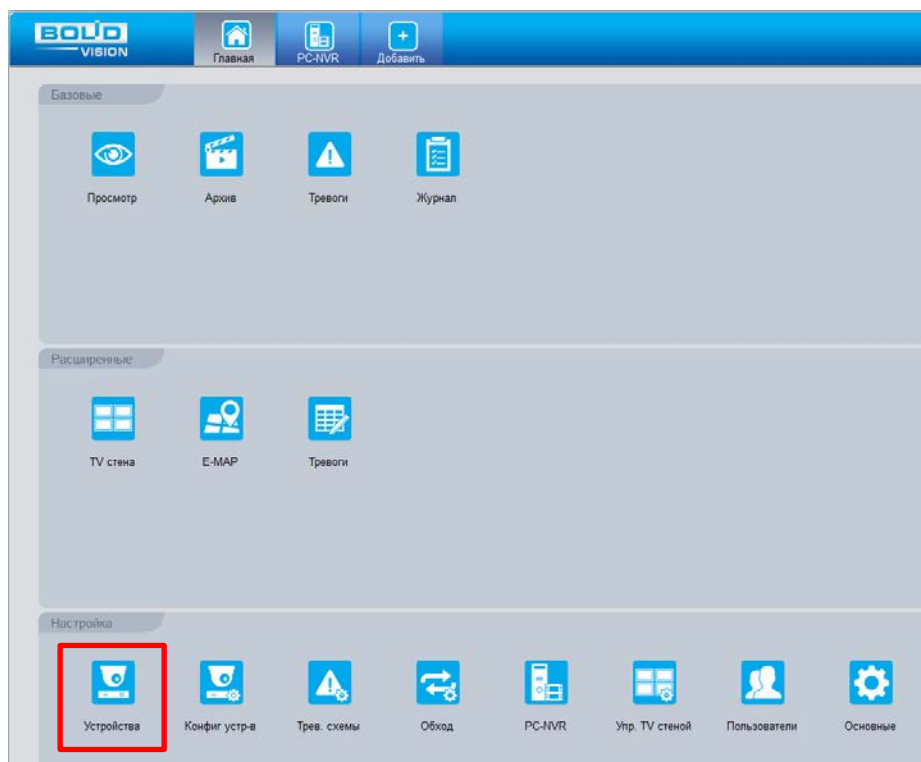 BOLID
VISION
Главная PC-NVR Добавить
Базовые
Просмотр Архив Тревоги Журнал
Расширенные
TV стена E-MAP Тревоги
Настройка
Устройства Конфиг устр-в Трев. схемы Обход PC-NVR Упр. TV стеной Пользователи Основные